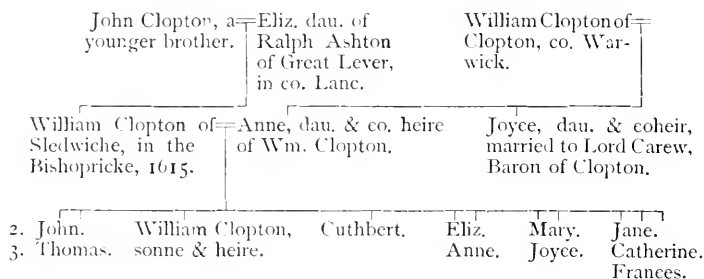 John Clopton, a
younger brother.
Eliz. dau. of
Ralph Ashton
of Great Lever,
in co. Lanc.
William Clopton of
Clopton, co. War-
wick.
William Clopton of
Sledwiche, in the
Bishopricke, 1615.
Anne, dau. & co. heire
of Wm. Clopton.
Joyce, dau. & coheir,
married to Lord Carew,
Baron of Clopton.
2. John.
3. Thomas.
William Clopton,
sonne & heire.
Cuthbert.
Eliz.
Anne.
Mary.
Joyce.
Jane.
Catherine.
Frances.